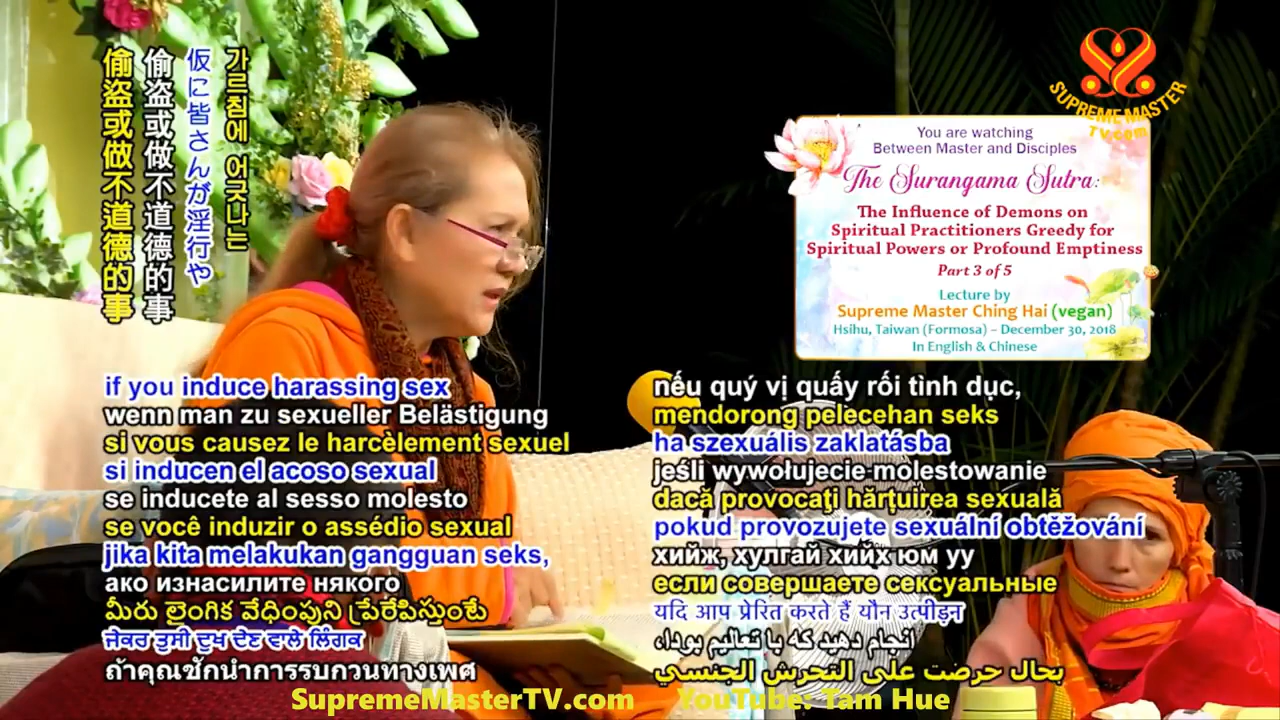 SUPREME MASTER
TV.com
You are watching
Between Master and Disciples
The Surangama Sutra:
The Influence of Demons on
Spiritual Practitioners Greedy for
Spiritual Powers or Profound Emptiness
Part 3 of 5
Lecture by
Supreme Master Ching Hai (vegan)
Hsihu, Taiwan (Formosa) – December 30, 2018
In English & Chinese
가르침에 어긋나는
仮に皆さんが淫行や
偷盜或做不道德的事
偷盗或做不道德的事
if you induce harassing sex
wenn man zu sexueller Belästigung
si vous causez le harcèlement sexuel
si inducen el acoso sexual
se inducete al sesso molesto
se você induzir o assédio sexual
jika kita melakukan gangguan seks,
ако изнасилите някого
మీరు లైంగిక వేధింపుని ప్రేరేపిస్తుంటే
ਜੇਕਰ ਤੁਸੀ ਦੁਖ ਦੇਣ ਵਾਲੇ ਲਿੰਗਕ
ถ้าคุณชักนำการรบกวนทางเพศ
nếu quý vị quấy rối tình dục,
mendorong pelecehan seks
ha szexuális zaklatásba
jeśli wywołujecie molestowanie
dacă provocaţi hărţuirea sexuală
pokud provozujete sexuální obtěžování
хийж, хулгай хийх юм уу
если совершаете сексуальные
यदि आप प्रेरित करते हैं यौन उत्पीड़न
انجام دهید که با تعالیم بودا،
بحال حرضت على التحرش الجنسي
SupremeMasterTV.com
YouTube: Tam Hue